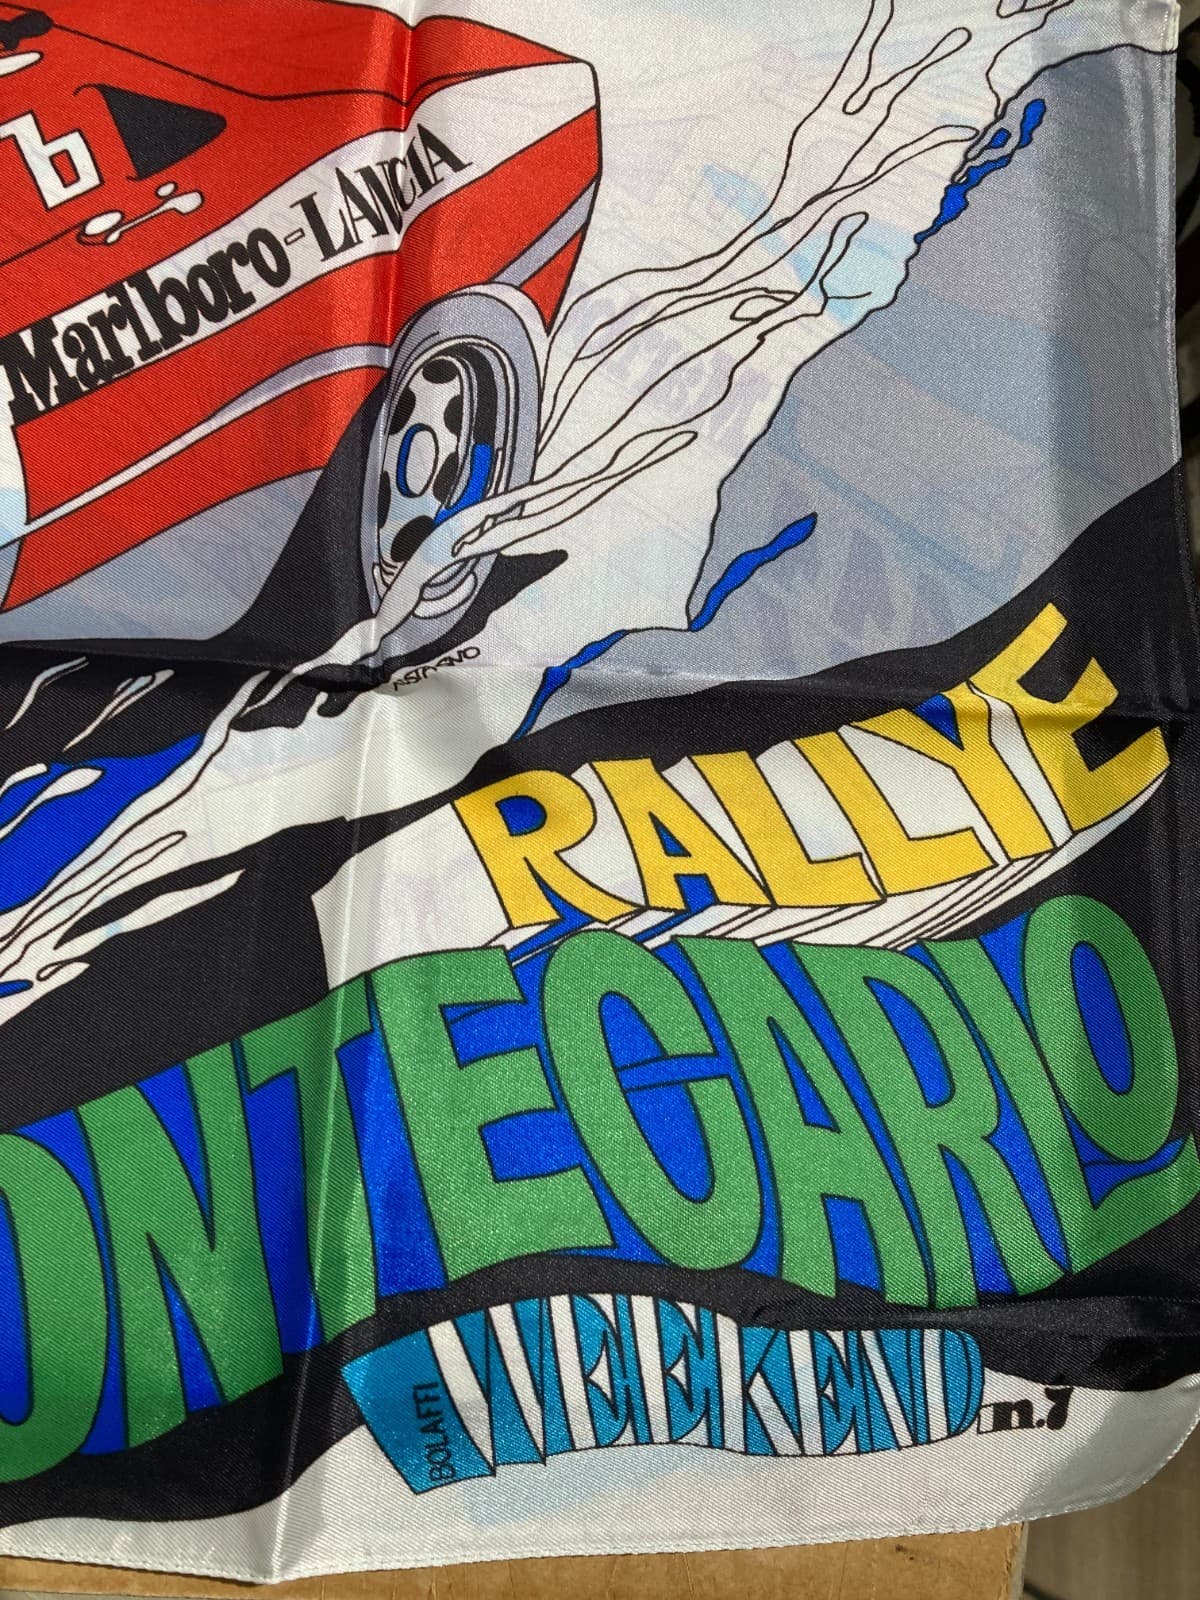 Marlboro-LANCIA
RALLYE
ONTECARLO
BOLAFFI
WEEKEND n.7